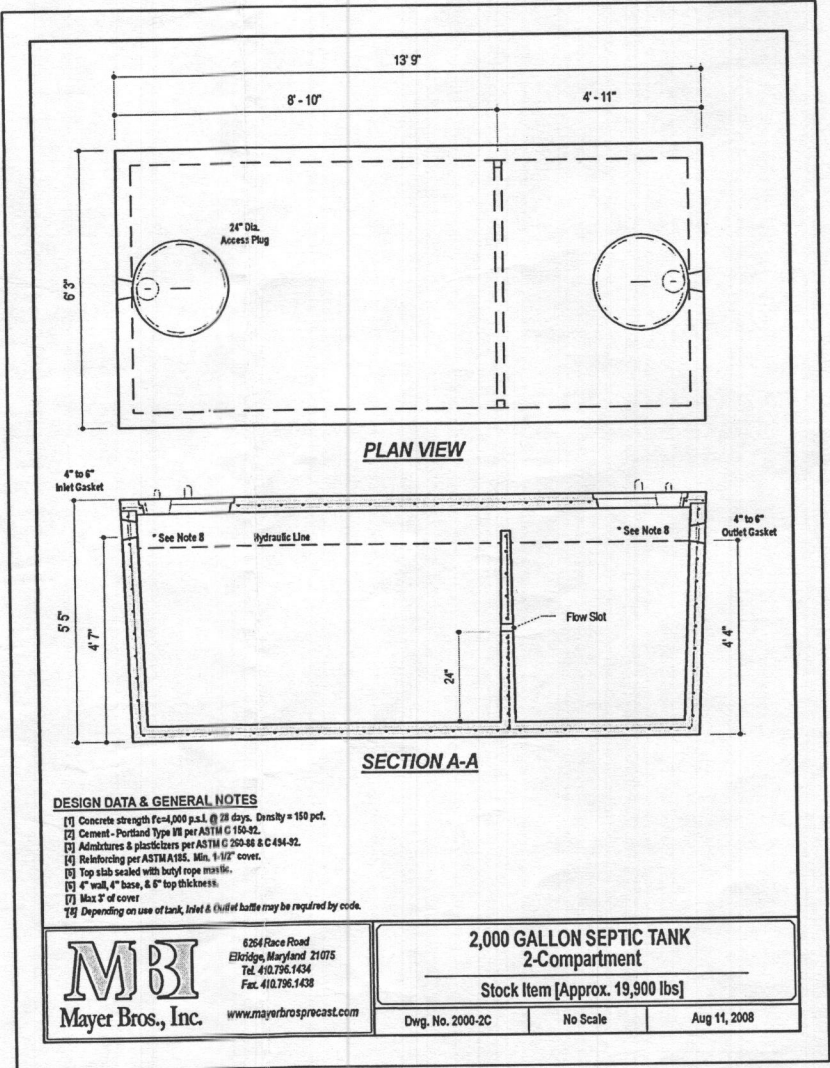 13' 9"
8' - 10"
4' - 11"
6' 3"
24" Dia.
Access Plug
PLAN VIEW
4" to 6"
Inlet Gasket
* See Note 8
Hydraulic Line
* See Note 8
4" to 6"
Outlet Gasket
5' 5"
4' 7"
24"
Flow Slot
4' 4"
SECTION A-A
DESIGN DATA & GENERAL NOTES
[1] Concrete strength f'c=4,000 p.s.i. @ 28 days. Density = 150 pcf.
[2] Cement - Portland Type I/II per ASTM C 150-92.
[3] Admixtures & plasticizers per ASTM C 260-86 & C 494-92.
[4] Reinforcing per ASTM A185. Min. 1-1/2" cover.
[5] Top slab sealed with butyl rope mastic.
[6] 4" wall, 4" base, & 5" top thickness.
[7] Max 3' of cover
*[8] Depending on use of tank, Inlet & Outlet baffle may be required by code.
MBI
Mayer Bros., Inc.
6264 Race Road
Elkridge, Maryland 21075
Tel. 410.796.1434
Fax. 410.796.1438
www.mayerbrosprecast.com
2,000 GALLON SEPTIC TANK
2-Compartment
Stock Item [Approx. 19,900 lbs]
Dwg. No. 2000-2C
No Scale
Aug 11, 2008